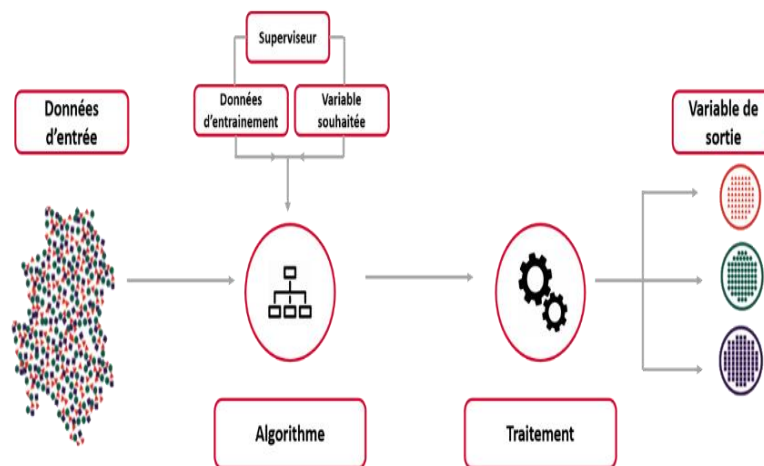 Superviseur
Données
d'entrée
Données
d'entrainement
Variable
souhaitée
Variable de
sortie
Algorithme
Traitement